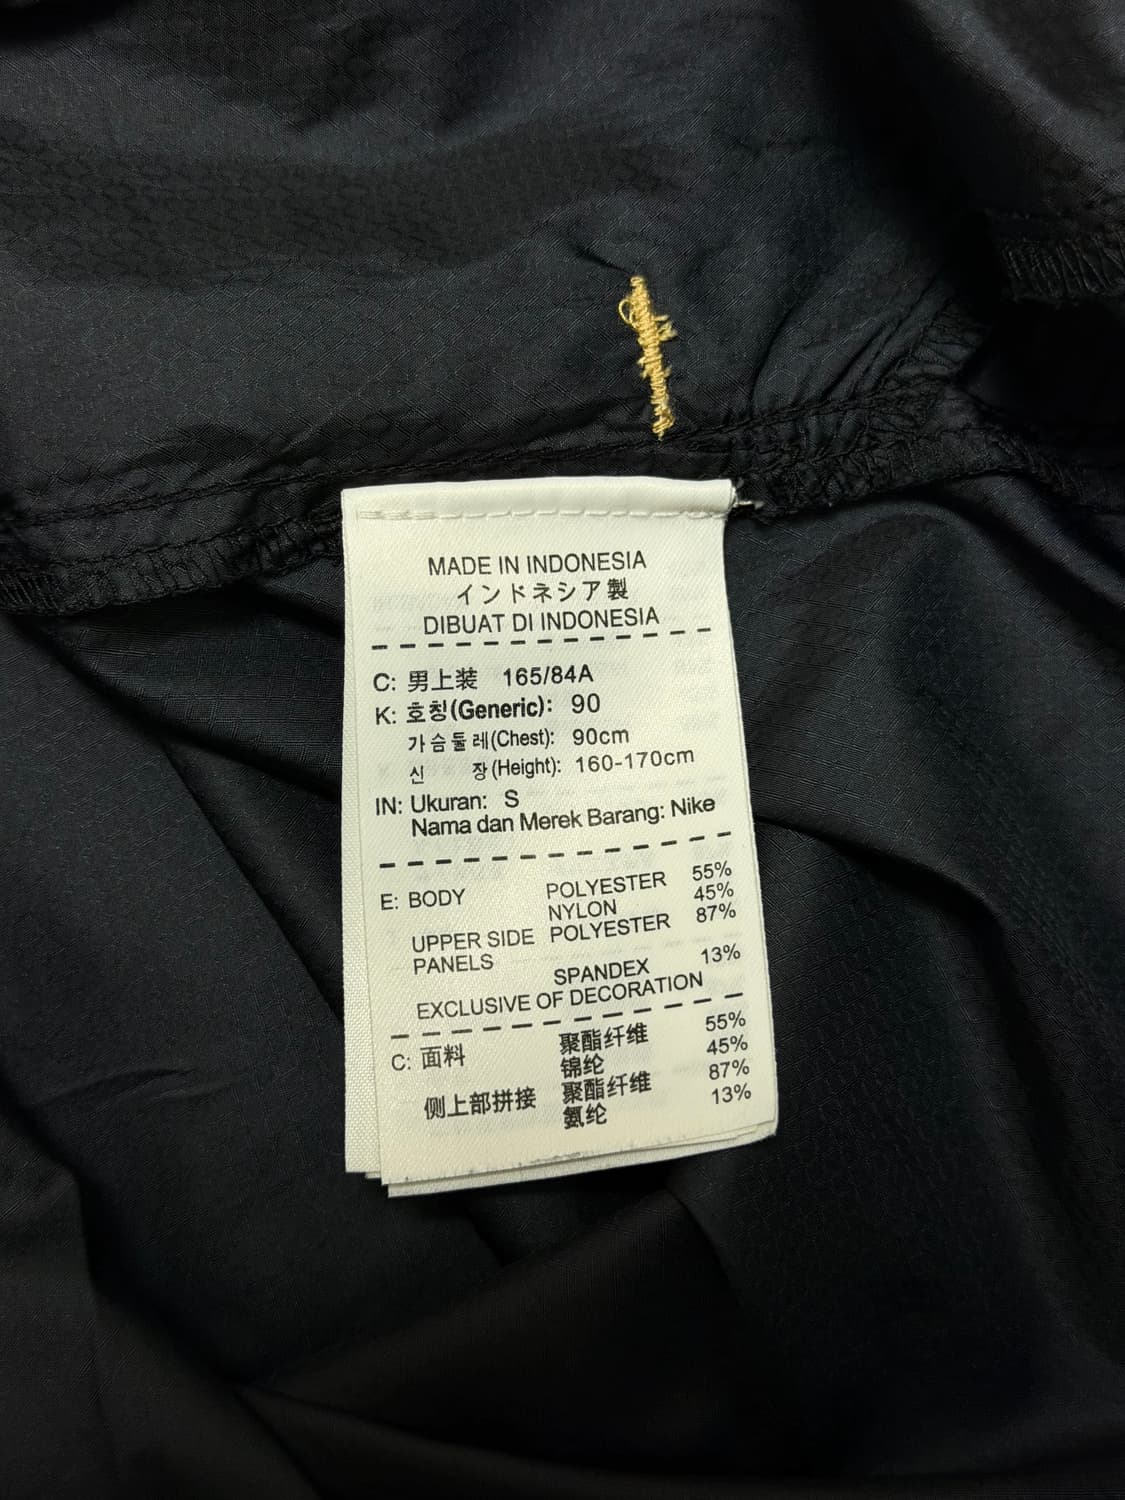 MADE IN INDONESIA
インドネシア製
DIBUAT DI INDONESIA
C: 男上装 165/84A
K: 호칭(Generic): 90
가슴둘레(Chest): 90cm
신 장(Height): 160-170cm
IN: Ukuran: S
Nama dan Merek Barang: Nike
E: BODY POLYESTER 55%
NYLON 45%
UPPER SIDE POLYESTER 87%
PANELS
SPANDEX 13%
EXCLUSIVE OF DECORATION
C: 面料 聚酯纤维 55%
锦纶 45%
侧上部拼接 聚酯纤维 87%
氨纶 13%